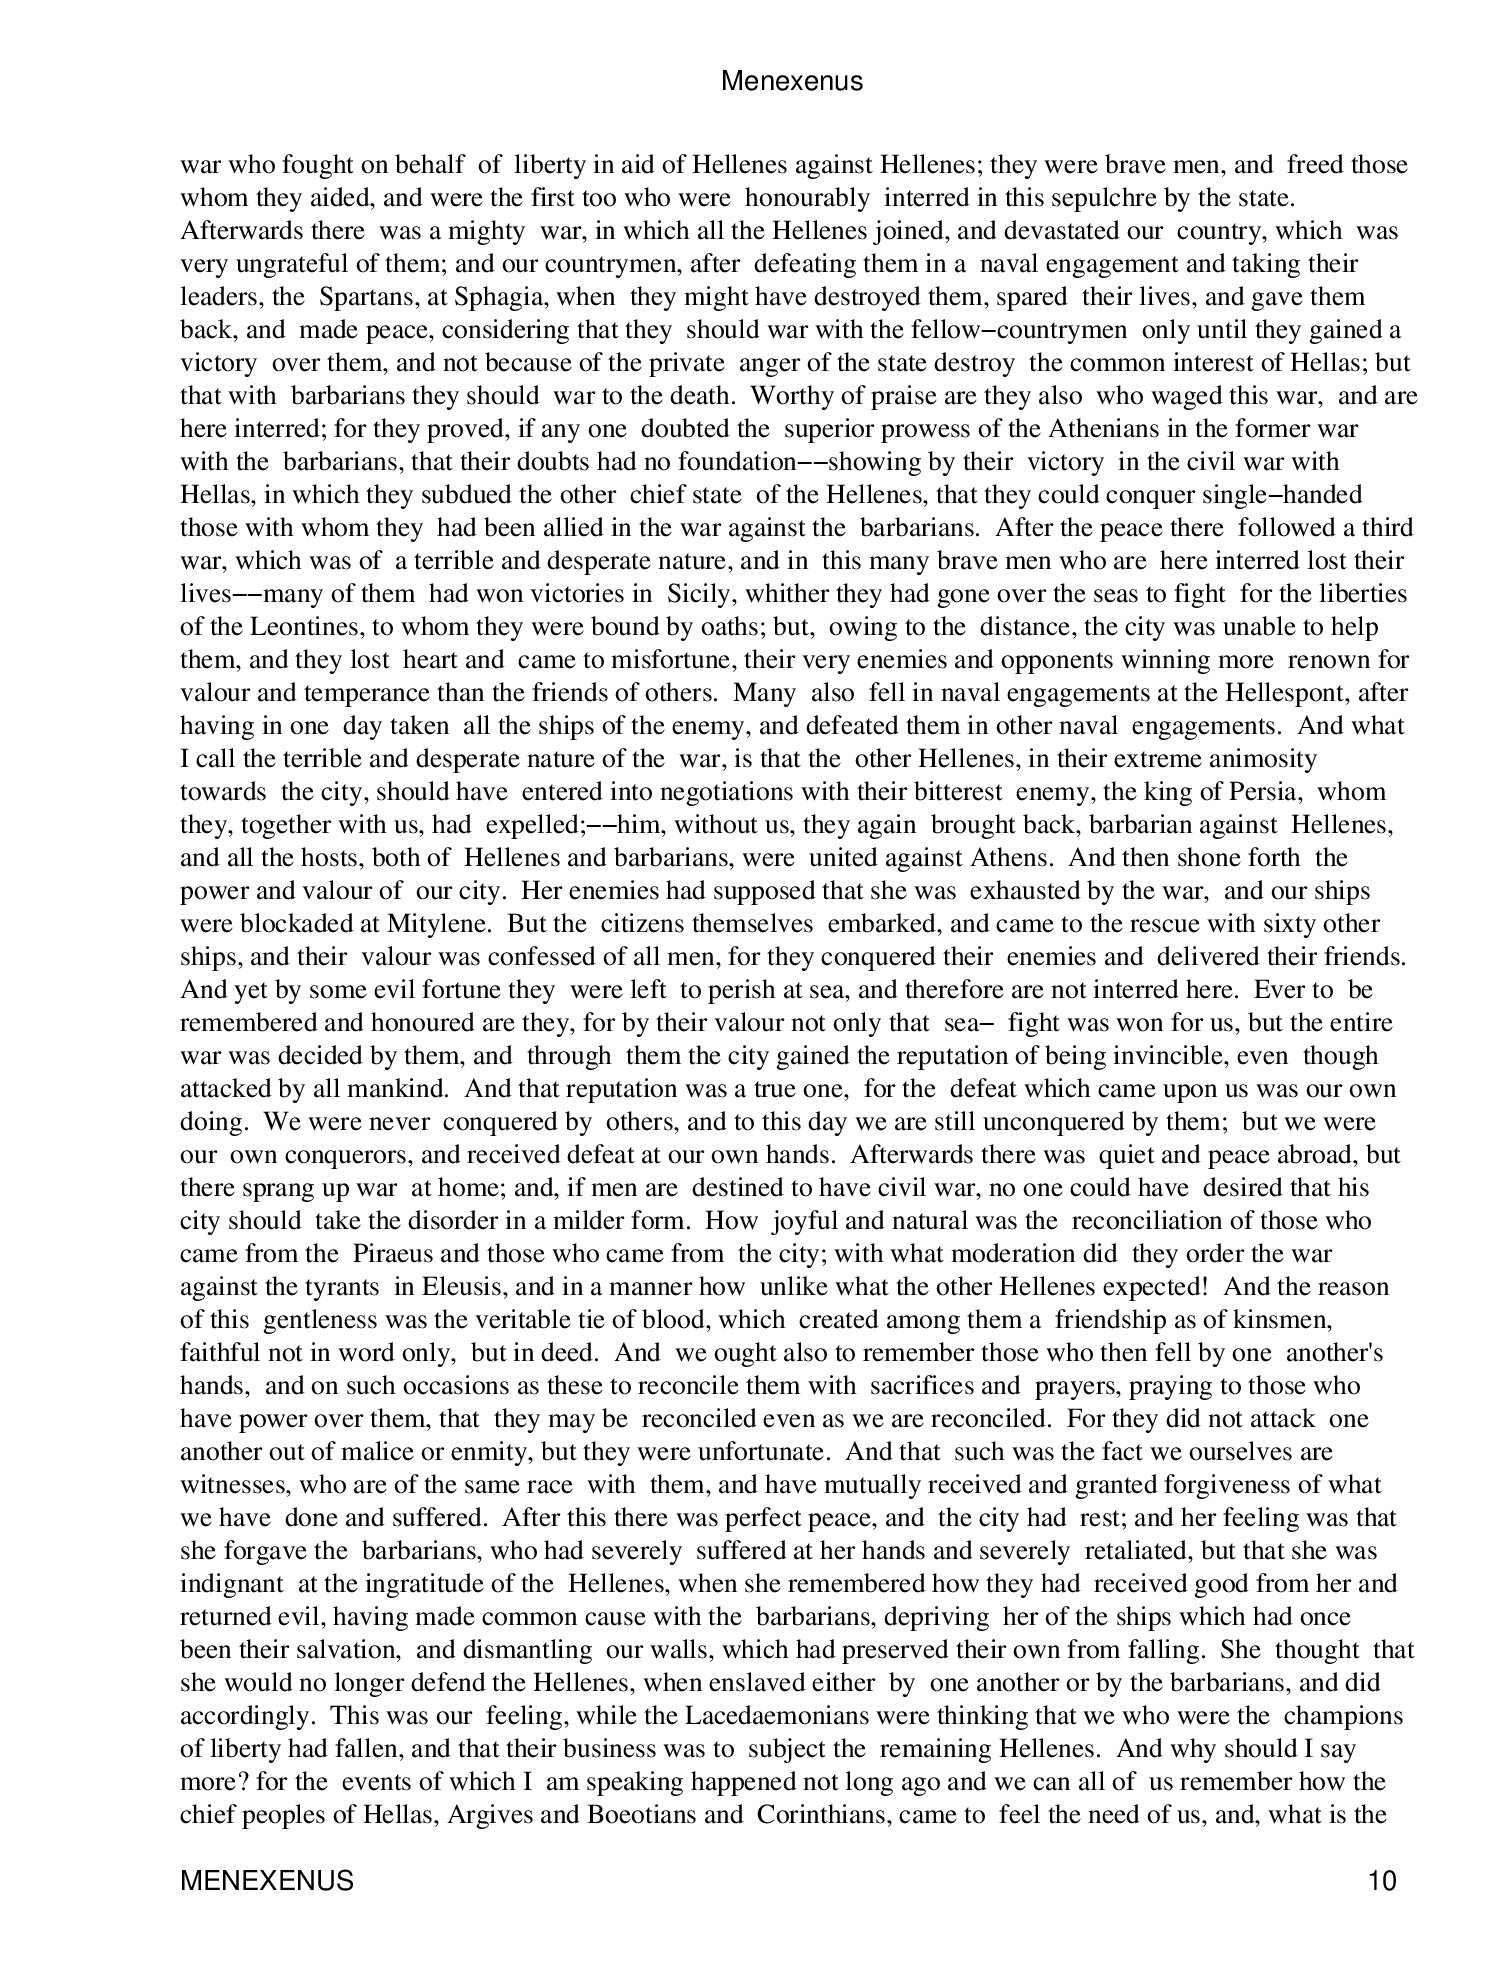 Menexenus
war who fought on behalf of liberty in aid of Hellenes against Hellenes; they were brave men, and freed those
whom they aided, and were the first too who were honourably interred in this sepulchre by the state.
Afterwards there was a mighty war, in which all the Hellenes joined, and devastated our country, which was
very ungrateful of them; and our countrymen, after defeating them in a naval engagement and taking their
leaders, the Spartans, at Sphagia, when they might have destroyed them, spared their lives, and gave them
back, and made peace, considering that they should war with the fellow−countrymen only until they gained a
victory over them, and not because of the private anger of the state destroy the common interest of Hellas; but
that with barbarians they should war to the death. Worthy of praise are they also who waged this war, and are
here interred; for they proved, if any one doubted the superior prowess of the Athenians in the former war
with the barbarians, that their doubts had no foundation−−showing by their victory in the civil war with
Hellas, in which they subdued the other chief state of the Hellenes, that they could conquer single−handed
those with whom they had been allied in the war against the barbarians. After the peace there followed a third
war, which was of a terrible and desperate nature, and in this many brave men who are here interred lost their
lives−−many of them had won victories in Sicily, whither they had gone over the seas to fight for the liberties
of the Leontines, to whom they were bound by oaths; but, owing to the distance, the city was unable to help
them, and they lost heart and came to misfortune, their very enemies and opponents winning more renown for
valour and temperance than the friends of others. Many also fell in naval engagements at the Hellespont, after
having in one day taken all the ships of the enemy, and defeated them in other naval engagements. And what
I call the terrible and desperate nature of the war, is that the other Hellenes, in their extreme animosity
towards the city, should have entered into negotiations with their bitterest enemy, the king of Persia, whom
they, together with us, had expelled;−−him, without us, they again brought back, barbarian against Hellenes,
and all the hosts, both of Hellenes and barbarians, were united against Athens. And then shone forth the
power and valour of our city. Her enemies had supposed that she was exhausted by the war, and our ships
were blockaded at Mitylene. But the citizens themselves embarked, and came to the rescue with sixty other
ships, and their valour was confessed of all men, for they conquered their enemies and delivered their friends.
And yet by some evil fortune they were left to perish at sea, and therefore are not interred here. Ever to be
remembered and honoured are they, for by their valour not only that sea− fight was won for us, but the entire
war was decided by them, and through them the city gained the reputation of being invincible, even though
attacked by all mankind. And that reputation was a true one, for the defeat which came upon us was our own
doing. We were never conquered by others, and to this day we are still unconquered by them; but we were
our own conquerors, and received defeat at our own hands. Afterwards there was quiet and peace abroad, but
there sprang up war at home; and, if men are destined to have civil war, no one could have desired that his
city should take the disorder in a milder form. How joyful and natural was the reconciliation of those who
came from the Piraeus and those who came from the city; with what moderation did they order the war
against the tyrants in Eleusis, and in a manner how unlike what the other Hellenes expected! And the reason
of this gentleness was the veritable tie of blood, which created among them a friendship as of kinsmen,
faithful not in word only, but in deed. And we ought also to remember those who then fell by one another's
hands, and on such occasions as these to reconcile them with sacrifices and prayers, praying to those who
have power over them, that they may be reconciled even as we are reconciled. For they did not attack one
another out of malice or enmity, but they were unfortunate. And that such was the fact we ourselves are
witnesses, who are of the same race with them, and have mutually received and granted forgiveness of what
we have done and suffered. After this there was perfect peace, and the city had rest; and her feeling was that
she forgave the barbarians, who had severely suffered at her hands and severely retaliated, but that she was
indignant at the ingratitude of the Hellenes, when she remembered how they had received good from her and
returned evil, having made common cause with the barbarians, depriving her of the ships which had once
been their salvation, and dismantling our walls, which had preserved their own from falling. She thought that
she would no longer defend the Hellenes, when enslaved either by one another or by the barbarians, and did
accordingly. This was our feeling, while the Lacedaemonians were thinking that we who were the champions
of liberty had fallen, and that their business was to subject the remaining Hellenes. And why should I say
more? for the events of which I am speaking happened not long ago and we can all of us remember how the
chief peoples of Hellas, Argives and Boeotians and Corinthians, came to feel the need of us, and, what is the
MENEXENUS 10